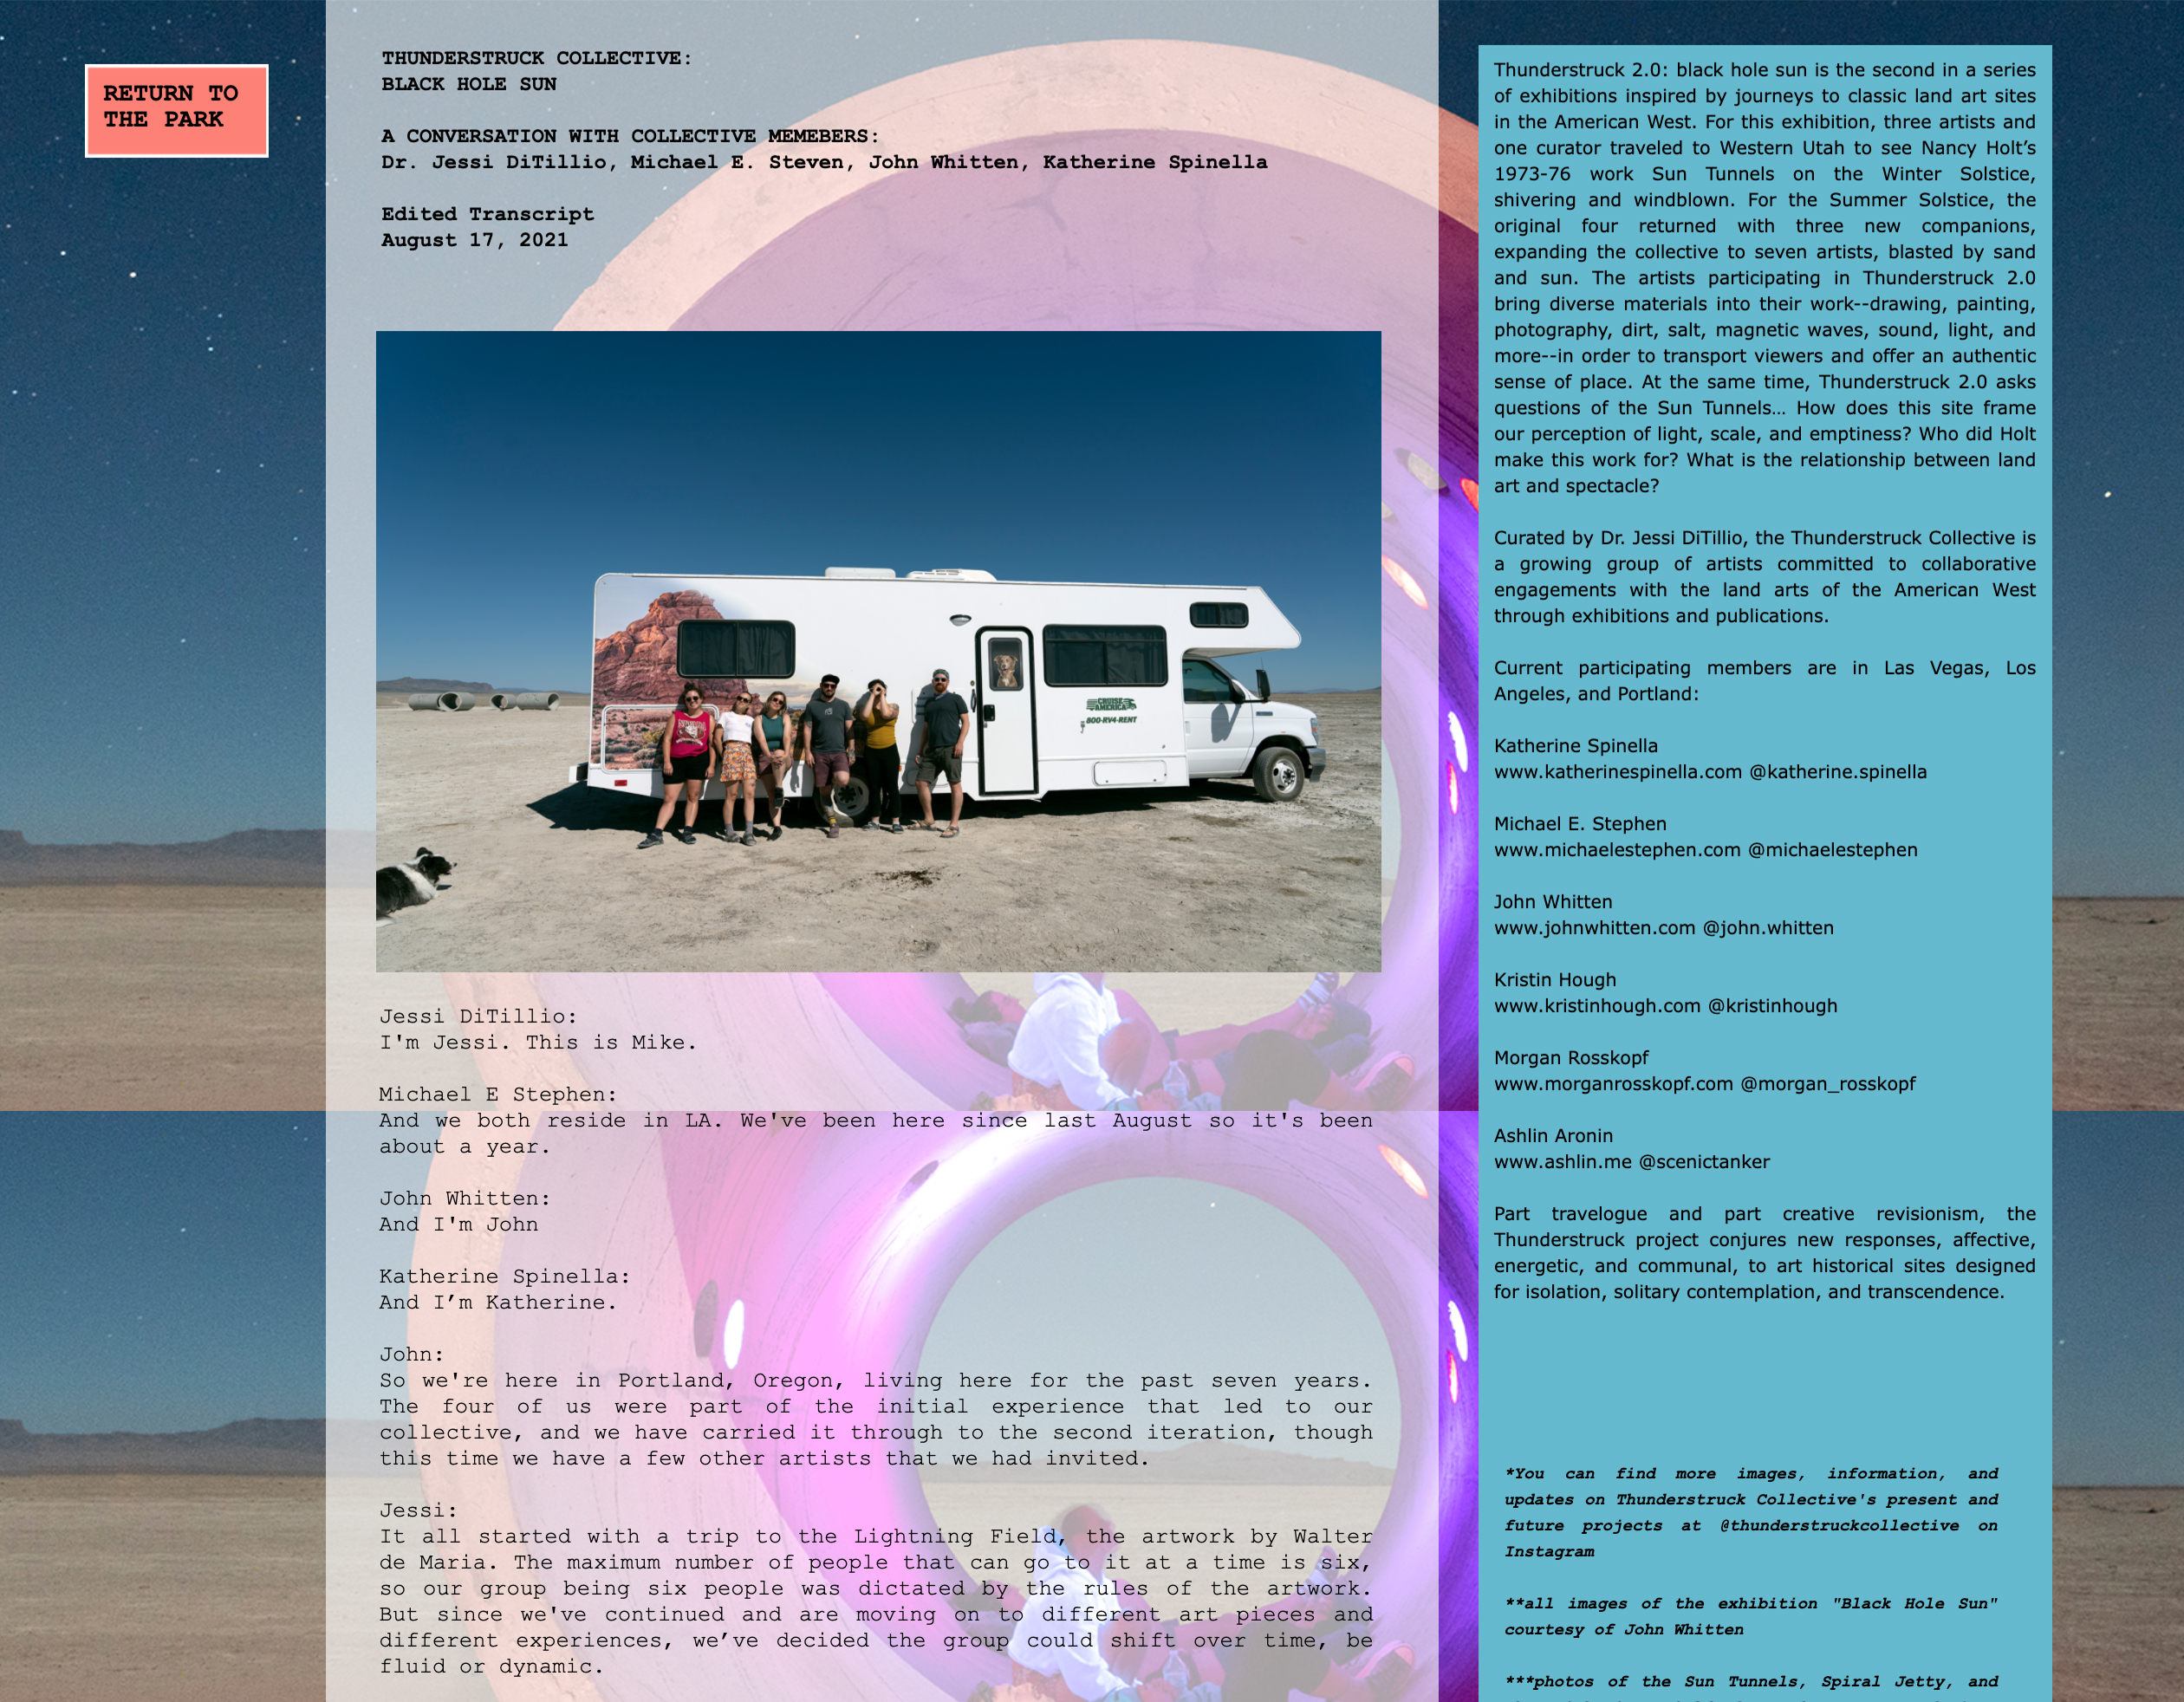 RETURN TO
THE PARK
THUNDERSTRUCK COLLECTIVE:
BLACK HOLE SUN
A CONVERSATION WITH COLLECTIVE MEMEBERS:
Dr. Jessi DiTillio, Michael E. Steven, John Whitten, Katherine Spinella
Edited Transcript
August 17, 2021
CRUISE
AMERICA
800-RV4-RENT
Jessi DiTillio:
I'm Jessi. This is Mike.
Michael E Stephen:
And we both reside in LA. We've been here since last August so it's been
about a year.
John Whitten:
And I'm John
Katherine Spinella:
And I’m Katherine.
John:
So we're here in Portland, Oregon, living here for the past seven years.
The four of us were part of the initial experience that led to our
collective, and we have carried it through to the second iteration, though
this time we have a few other artists that we had invited.
Jessi:
It all started with a trip to the Lightning Field, the artwork by Walter
de Maria. The maximum number of people that can go to it at a time is six,
so our group being six people was dictated by the rules of the artwork.
But since we've continued and are moving on to different art pieces and
different experiences, we’ve decided the group could shift over time, be
fluid or dynamic.
Thunderstruck 2.0: black hole sun is the second in a series
of exhibitions inspired by journeys to classic land art sites
in the American West. For this exhibition, three artists and
one curator traveled to Western Utah to see Nancy Holt’s
1973-76 work Sun Tunnels on the Winter Solstice,
shivering and windblown. For the Summer Solstice, the
original four returned with three new companions,
expanding the collective to seven artists, blasted by sand
and sun. The artists participating in Thunderstruck 2.0
bring diverse materials into their work--drawing, painting,
photography, dirt, salt, magnetic waves, sound, light, and
more--in order to transport viewers and offer an authentic
sense of place. At the same time, Thunderstruck 2.0 asks
questions of the Sun Tunnels… How does this site frame
our perception of light, scale, and emptiness? Who did Holt
make this work for? What is the relationship between land
art and spectacle?
Curated by Dr. Jessi DiTillio, the Thunderstruck Collective is
a growing group of artists committed to collaborative
engagements with the land arts of the American West
through exhibitions and publications.
Current participating members are in Las Vegas, Los
Angeles, and Portland:
Katherine Spinella
www.katherinespinella.com @katherine.spinella
Michael E. Stephen
www.michaelestephen.com @michaelestephen
John Whitten
www.johnwhitten.com @john.whitten
Kristin Hough
www.kristinhough.com @kristinhough
Morgan Rosskopf
www.morganrosskopf.com @morgan_rosskopf
Ashlin Aronin
www.ashlin.me @scenictanker
Part travelogue and part creative revisionism, the
Thunderstruck project conjures new responses, affective,
energetic, and communal, to art historical sites designed
for isolation, solitary contemplation, and transcendence.
*You can find more images, information, and
updates on Thunderstruck Collective's present and
future projects at @thunderstruckcollective on
Instagram
**all images of the exhibition "Black Hole Sun"
courtesy of John Whitten
***photos of the Sun Tunnels, Spiral Jetty, and